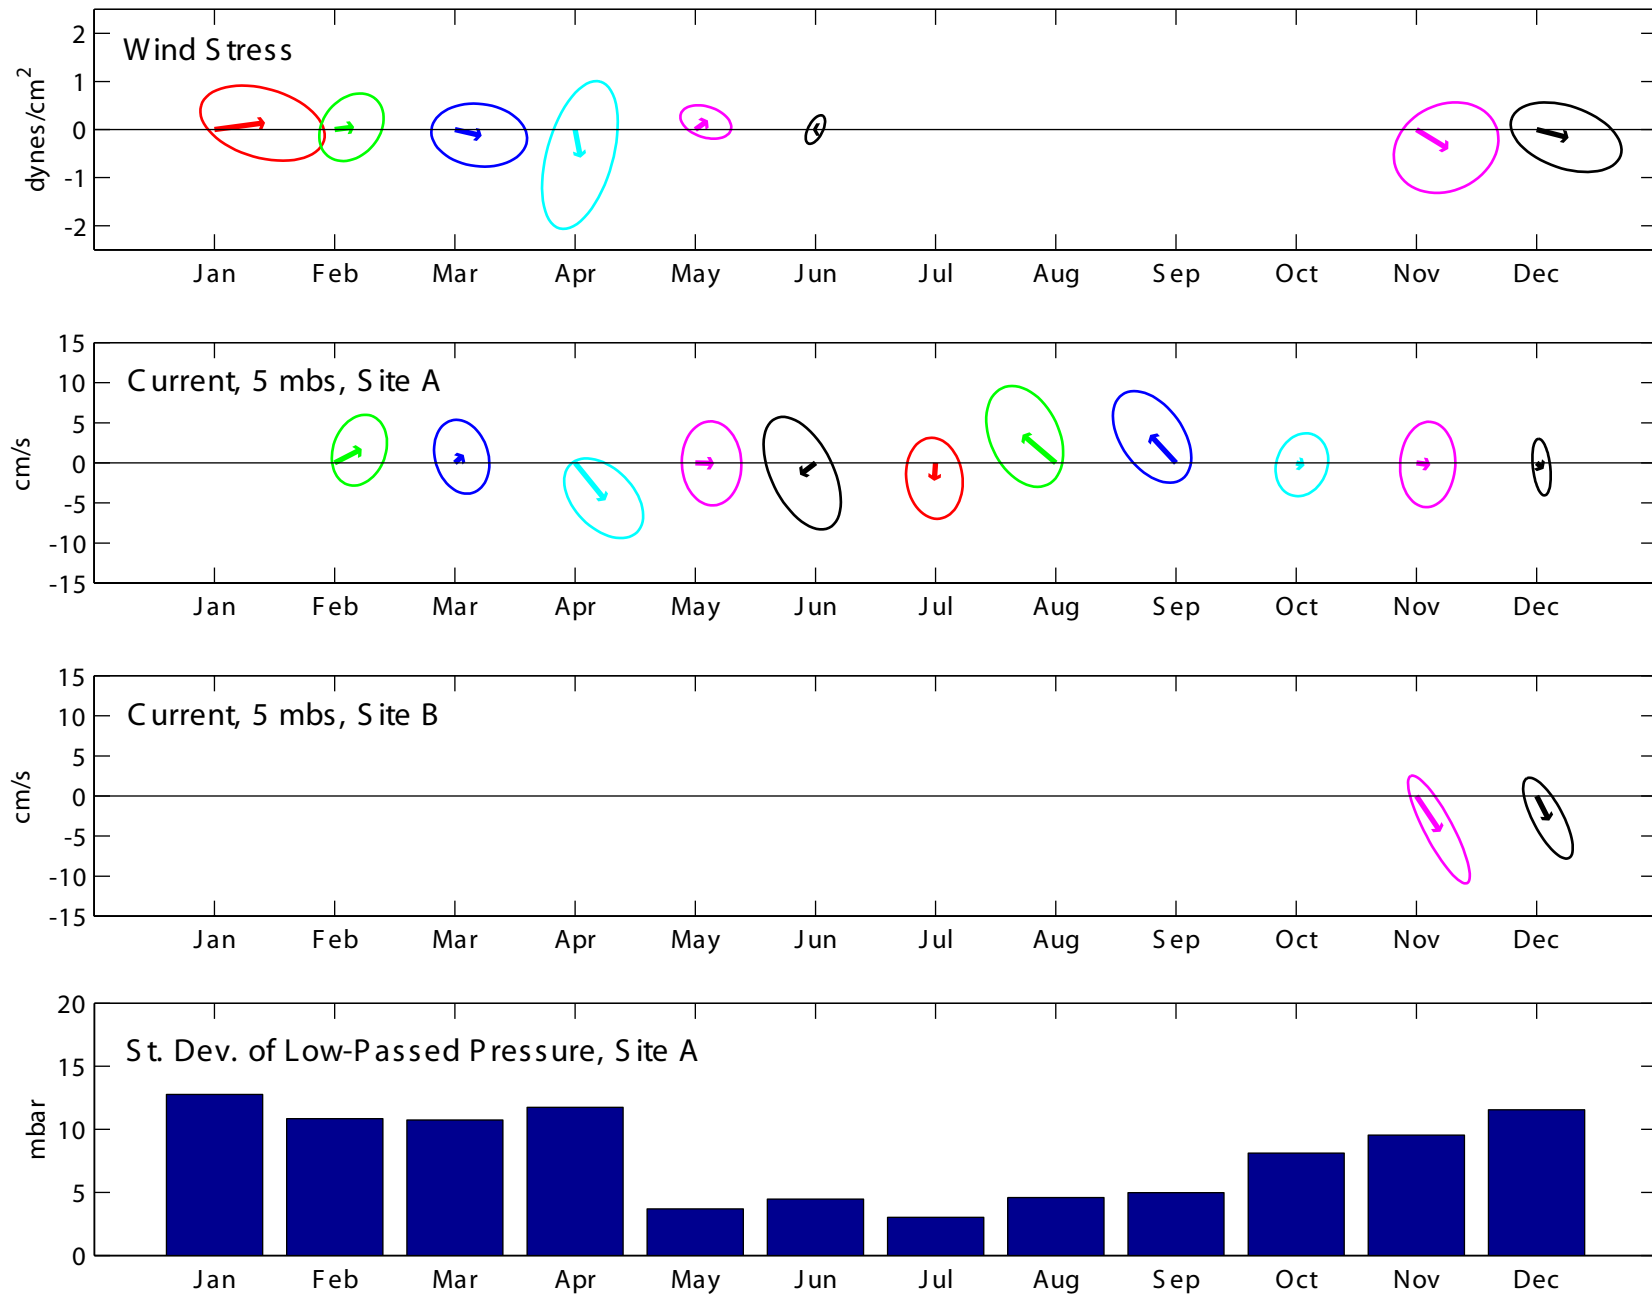 Wind Stress
dynes/cm2
2
1
0
-1
-2
Jan Feb Mar Apr May Jun Jul Aug Sep Oct Nov Dec
Current, 5 mbs, Site A
cm/s
15
10
5
0
-5
-10
-15
Jan Feb Mar Apr May Jun Jul Aug Sep Oct Nov Dec
Current, 5 mbs, Site B
cm/s
15
10
5
0
-5
-10
-15
Jan Feb Mar Apr May Jun Jul Aug Sep Oct Nov Dec
St. Dev. of Low-Passed Pressure, Site A
mbar
20
15
10
5
0
Jan Feb Mar Apr May Jun Jul Aug Sep Oct Nov Dec